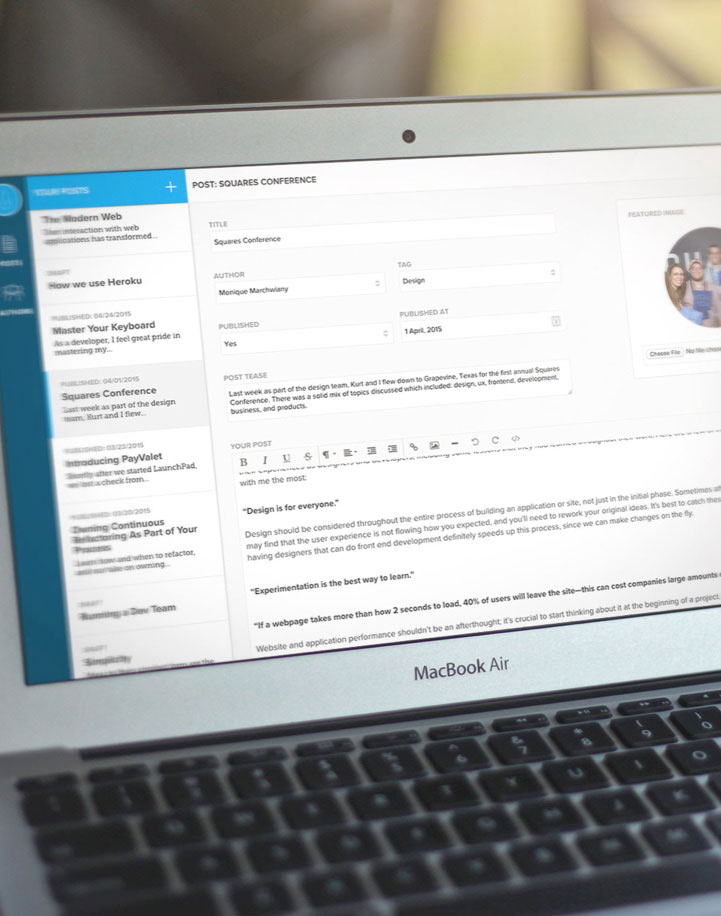 YOUR POSTS
+
POST: SQUARES CONFERENCE
The Modern Web
User interaction with web
applications has transformed...
DRAFT
How we use Heroku
PUBLISHED: 04/24/2015
Master Your Keyboard
As a developer, I feel great pride in
mastering my...
PUBLISHED: 04/01/2015
Squares Conference
Last week as part of the design
team, Kurt and I flew...
PUBLISHED: 03/23/2015
Introducing PayValet
Shortly after we started LaunchPad,
we got a check from...
PUBLISHED: 03/20/2015
Owning Continuous
Refactoring As Part of Your
Process
Learn how and when to refactor,
and our take on owning...
DRAFT
Running a Dev Team
DRAFT
Simplicity
POSTS
AUTHORS
TITLE
Squares Conference
AUTHOR
Monique Marchwiany
TAG
Design
PUBLISHED
Yes
PUBLISHED AT
1 April, 2015
FEATURED IMAGE
Choose File No file chosen
POST TEASE
Last week as part of the design team, Kurt and I flew down to Grapevine, Texas for the first annual Squares
Conference. There was a solid mix of topics discussed which included: design, ux, frontend, development,
business, and products.
YOUR POST
B I U S
with me the most:
“Design is for everyone.”
Design should be considered throughout the entire process of building an application or site, not just in the initial phase. Sometimes
may find that the user experience is not flowing how you expected, and you'll need to rework your original ideas. It's best to catch these
having designers that can do front end development definitely speeds up this process, since we can make changes on the fly.
“Experimentation is the best way to learn.”
“If a webpage takes more than how 2 seconds to load, 40% of users will leave the site—this can cost companies large amounts
Website and application performance shouldn't be an afterthought; it's crucial to start thinking about it at the beginning of a project.
MacBook Air